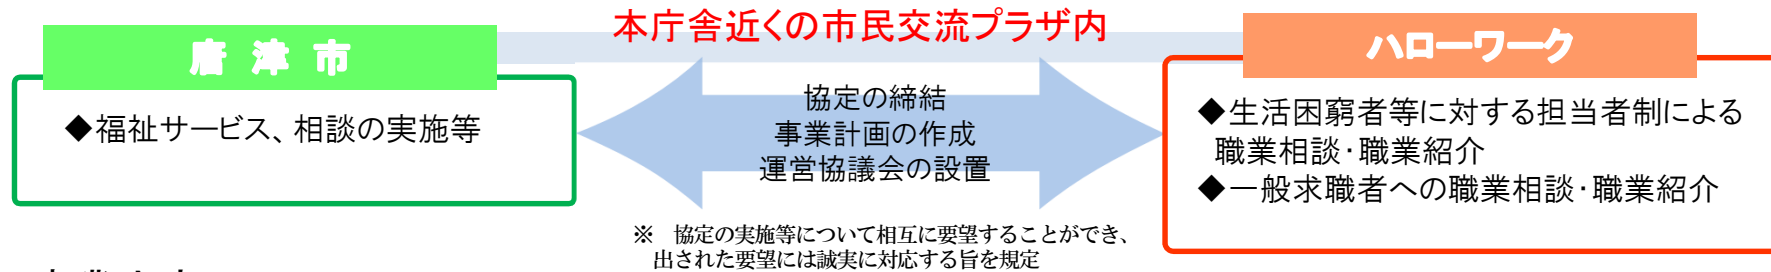 本庁舎近くの市民交流プラザ内
唐津市
◆福祉サービス、相談の実施等
協定の締結
事業計画の作成
運営協議会の設置
※　協定の実施等について相互に要望することができ、
出された要望には誠実に対応する旨を規定
ハローワーク
◆生活困窮者等に対する担当者制による
職業相談･職業紹介
◆一般求職者への職業相談･職業紹介